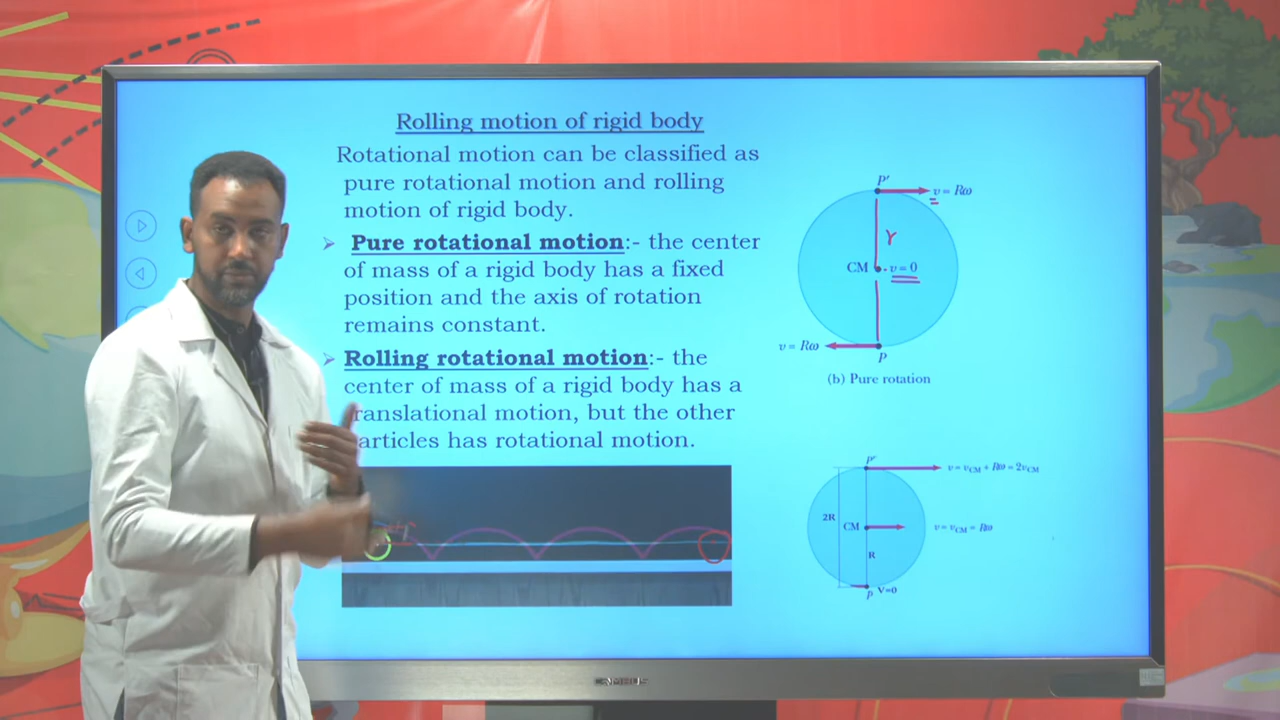 Rolling motion of rigid body
Rotational motion can be classified as
pure rotational motion and rolling
motion of rigid body.
➢ Pure rotational motion:- the center
of mass of a rigid body has a fixed
position and the axis of rotation
remains constant.
➢ Rolling rotational motion:- the
center of mass of a rigid body has a
ranslational motion, but the other
articles has rotational motion.
P′
v = Rω
r
CM
v = 0
v = Rω
P
(b) Pure rotation
P′
v = vCM + Rω = 2vCM
2R
CM
v = vCM = Rω
R
P
V=0